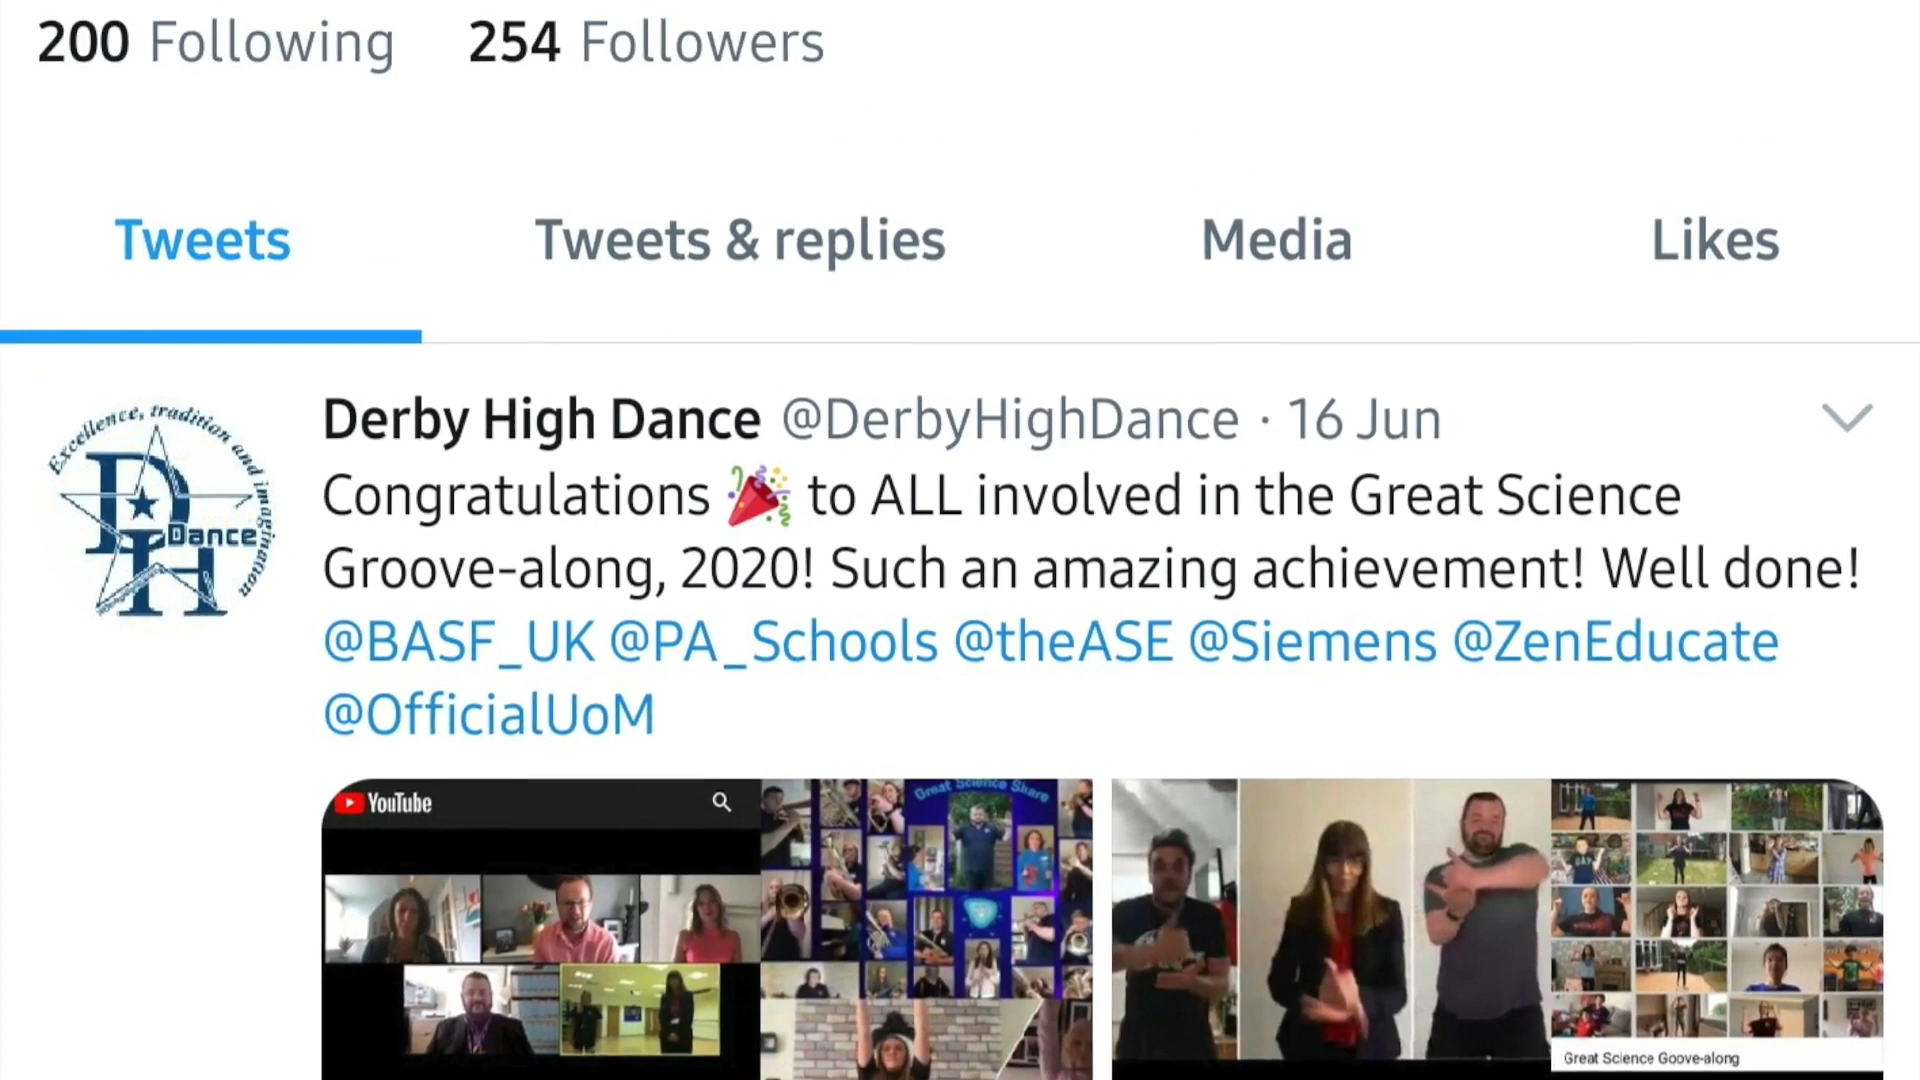 200 Following 254 Followers
Tweets Tweets & replies Media Likes
Excellence, tradition and imagination
DH Dance
Derby High Dance @DerbyHighDance · 16 Jun
Congratulations 🎉 to ALL involved in the Great Science
Groove-along, 2020! Such an amazing achievement! Well done!
@BASF_UK @PA_Schools @theASE @Siemens @ZenEducate
@OfficialUoM
YouTube
Great Science Share
Great Science Goove-along